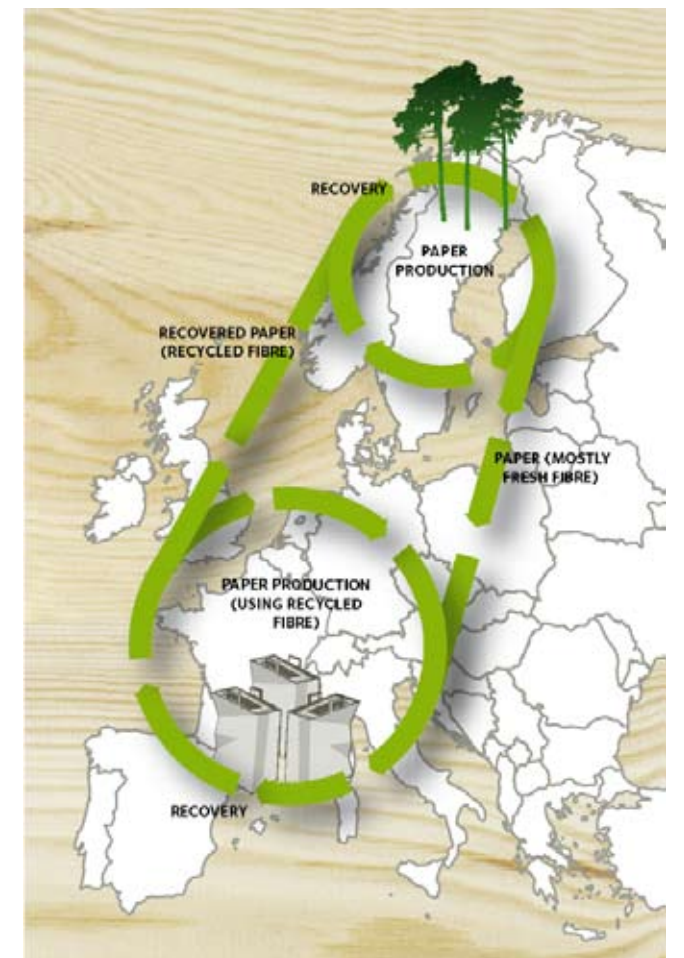 RECOVERY
PAPER
PRODUCTION
RECOVERED PAPER
(RECYCLED FIBRE)
PAPER (MOSTLY
FRESH FIBRE)
PAPER PRODUCTION
(USING RECYCLED
FIBRE)
RECOVERY